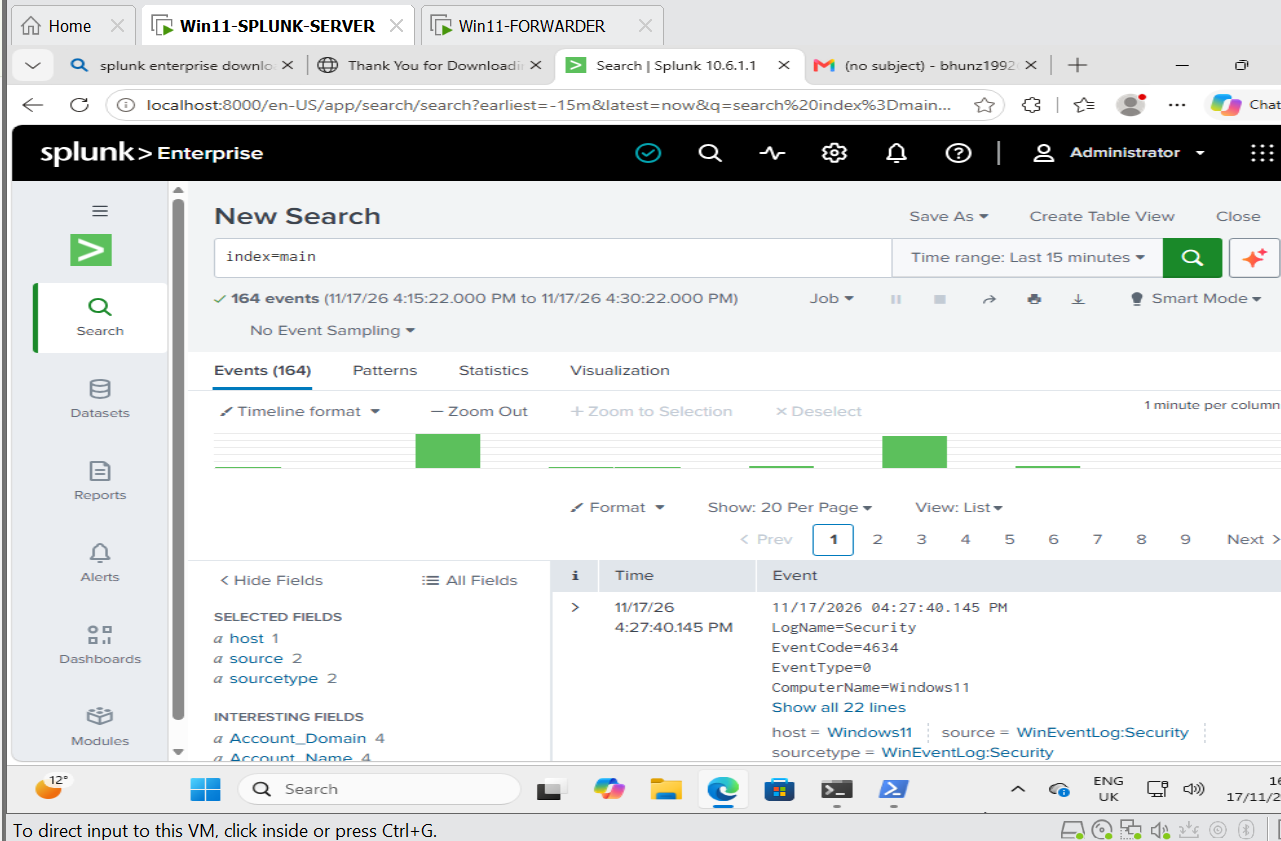 Home
Win11-SPLUNK-SERVER
Win11-FORWARDER
splunk enterprise downlo
Thank You for Downloadi
Search | Splunk 10.6.1.1
(no subject) - bhunz1992
localhost:8000/en-US/app/search/search?earliest=-15m&latest=now&q=search%20index%3Dmain...
Chat
splunk> Enterprise
Administrator
New Search
Save As
Create Table View
Close
index=main
Time range: Last 15 minutes
164 events (11/17/26 4:15:22.000 PM to 11/17/26 4:30:22.000 PM)
Job
Smart Mode
No Event Sampling
Search
Datasets
Reports
Alerts
Dashboards
Modules
Events (164)
Patterns
Statistics
Visualization
Timeline format
— Zoom Out
+ Zoom to Selection
× Deselect
1 minute per column
Format
Show: 20 Per Page
View: List
< Prev
1
2
3
4
5
6
7
8
9
Next >
< Hide Fields
All Fields
i
Time
Event
SELECTED FIELDS
a host 1
a source 2
a sourcetype 2
INTERESTING FIELDS
a Account_Domain 4
a Account_Name 4
>
11/17/26
4:27:40.145 PM
11/17/2026 04:27:40.145 PM
LogName=Security
EventCode=4634
EventType=0
ComputerName=Windows11
Show all 22 lines
host = Windows11
source = WinEventLog:Security
sourcetype = WinEventLog:Security
12°
Search
ENG
UK
16
17/11/2
To direct input to this VM, click inside or press Ctrl+G.